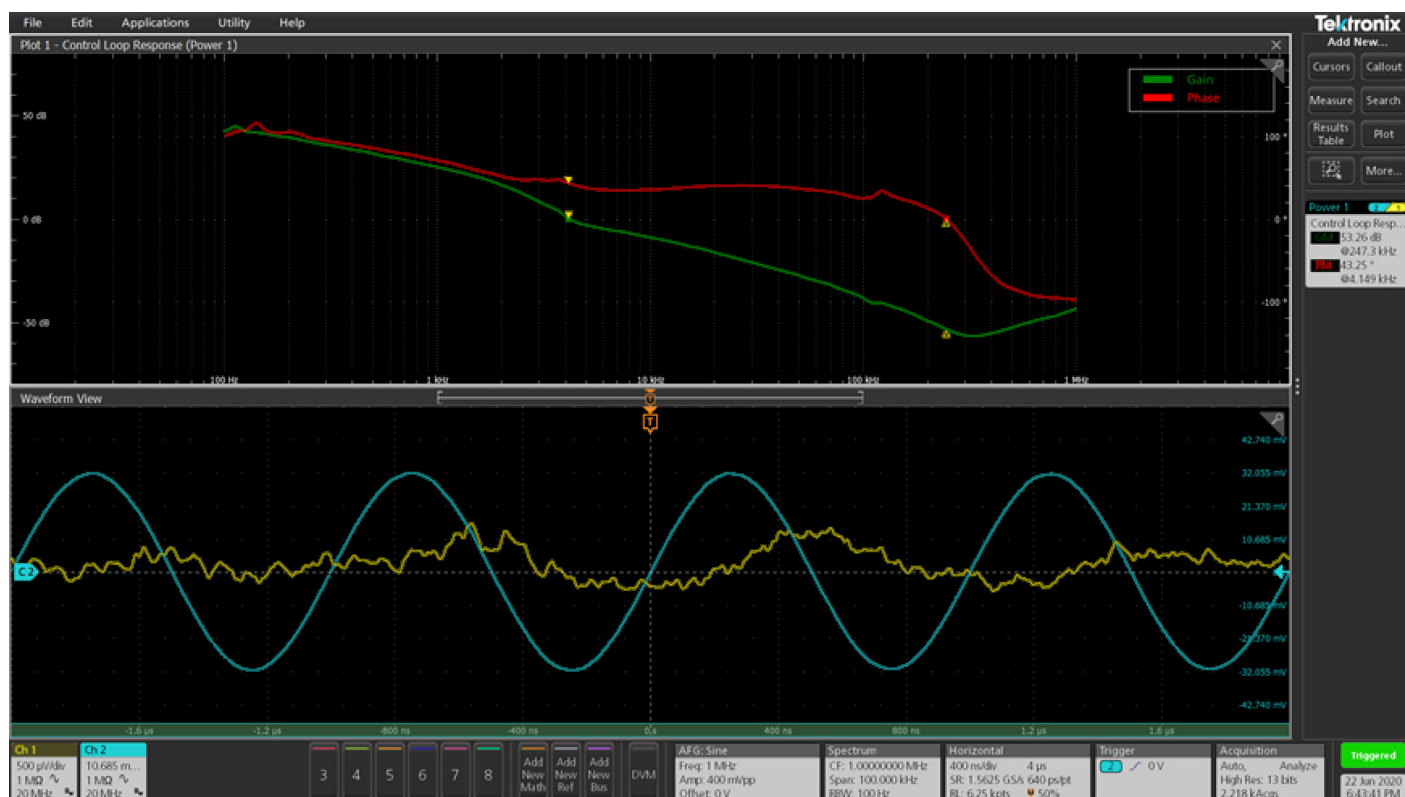 File Edit Applications Utility Help
Tektronix
Add New...
Plot 1 - Control Loop Response (Power 1)
Cursors Callout
Gain
Phase
Measure Search
50 dB
100 °
Results Table Plot
More...
0 dB
0 °
Power 1 2 1
Control Loop Resp...
GM 53.26 dB
@247.3 kHz
PM 43.25 °
@4.149 kHz
-100 °
-50 dB
100 Hz 1 kHz 10 kHz 100 kHz 1 MHz
Waveform View
T
T
42.740 mV
32.055 mV
21.370 mV
10.685 mV
C2
-10.685 mV
-21.370 mV
-32.055 mV
-42.740 mV
-1.6 µs -1.2 µs -800 ns -400 ns 0 s 400 ns 800 ns 1.2 µs 1.6 µs
Ch 1
500 µV/div
1 MΩ
20 MHz
Ch 2
10.685 m...
1 MΩ
20 MHz
3 4 5 6 7 8
Add New Math
Add New Ref
Add New Bus
DVM
AFG: Sine
Freq: 1 MHz
Amp: 400 mVpp
Offset: 0 V
Spectrum
CF: 1.00000000 MHz
Span: 100.000 kHz
RBW: 100 Hz
Horizontal
400 ns/div 4 µs
SR: 1.5625 GS/s 640 ps/pt
RL: 6.25 kpts 50%
Trigger
2 0 V
Acquisition
Auto, Analyze
High Res: 13 bits
2.218 kAcqs
Triggered
22 Jun 2020
6:43:41 PM